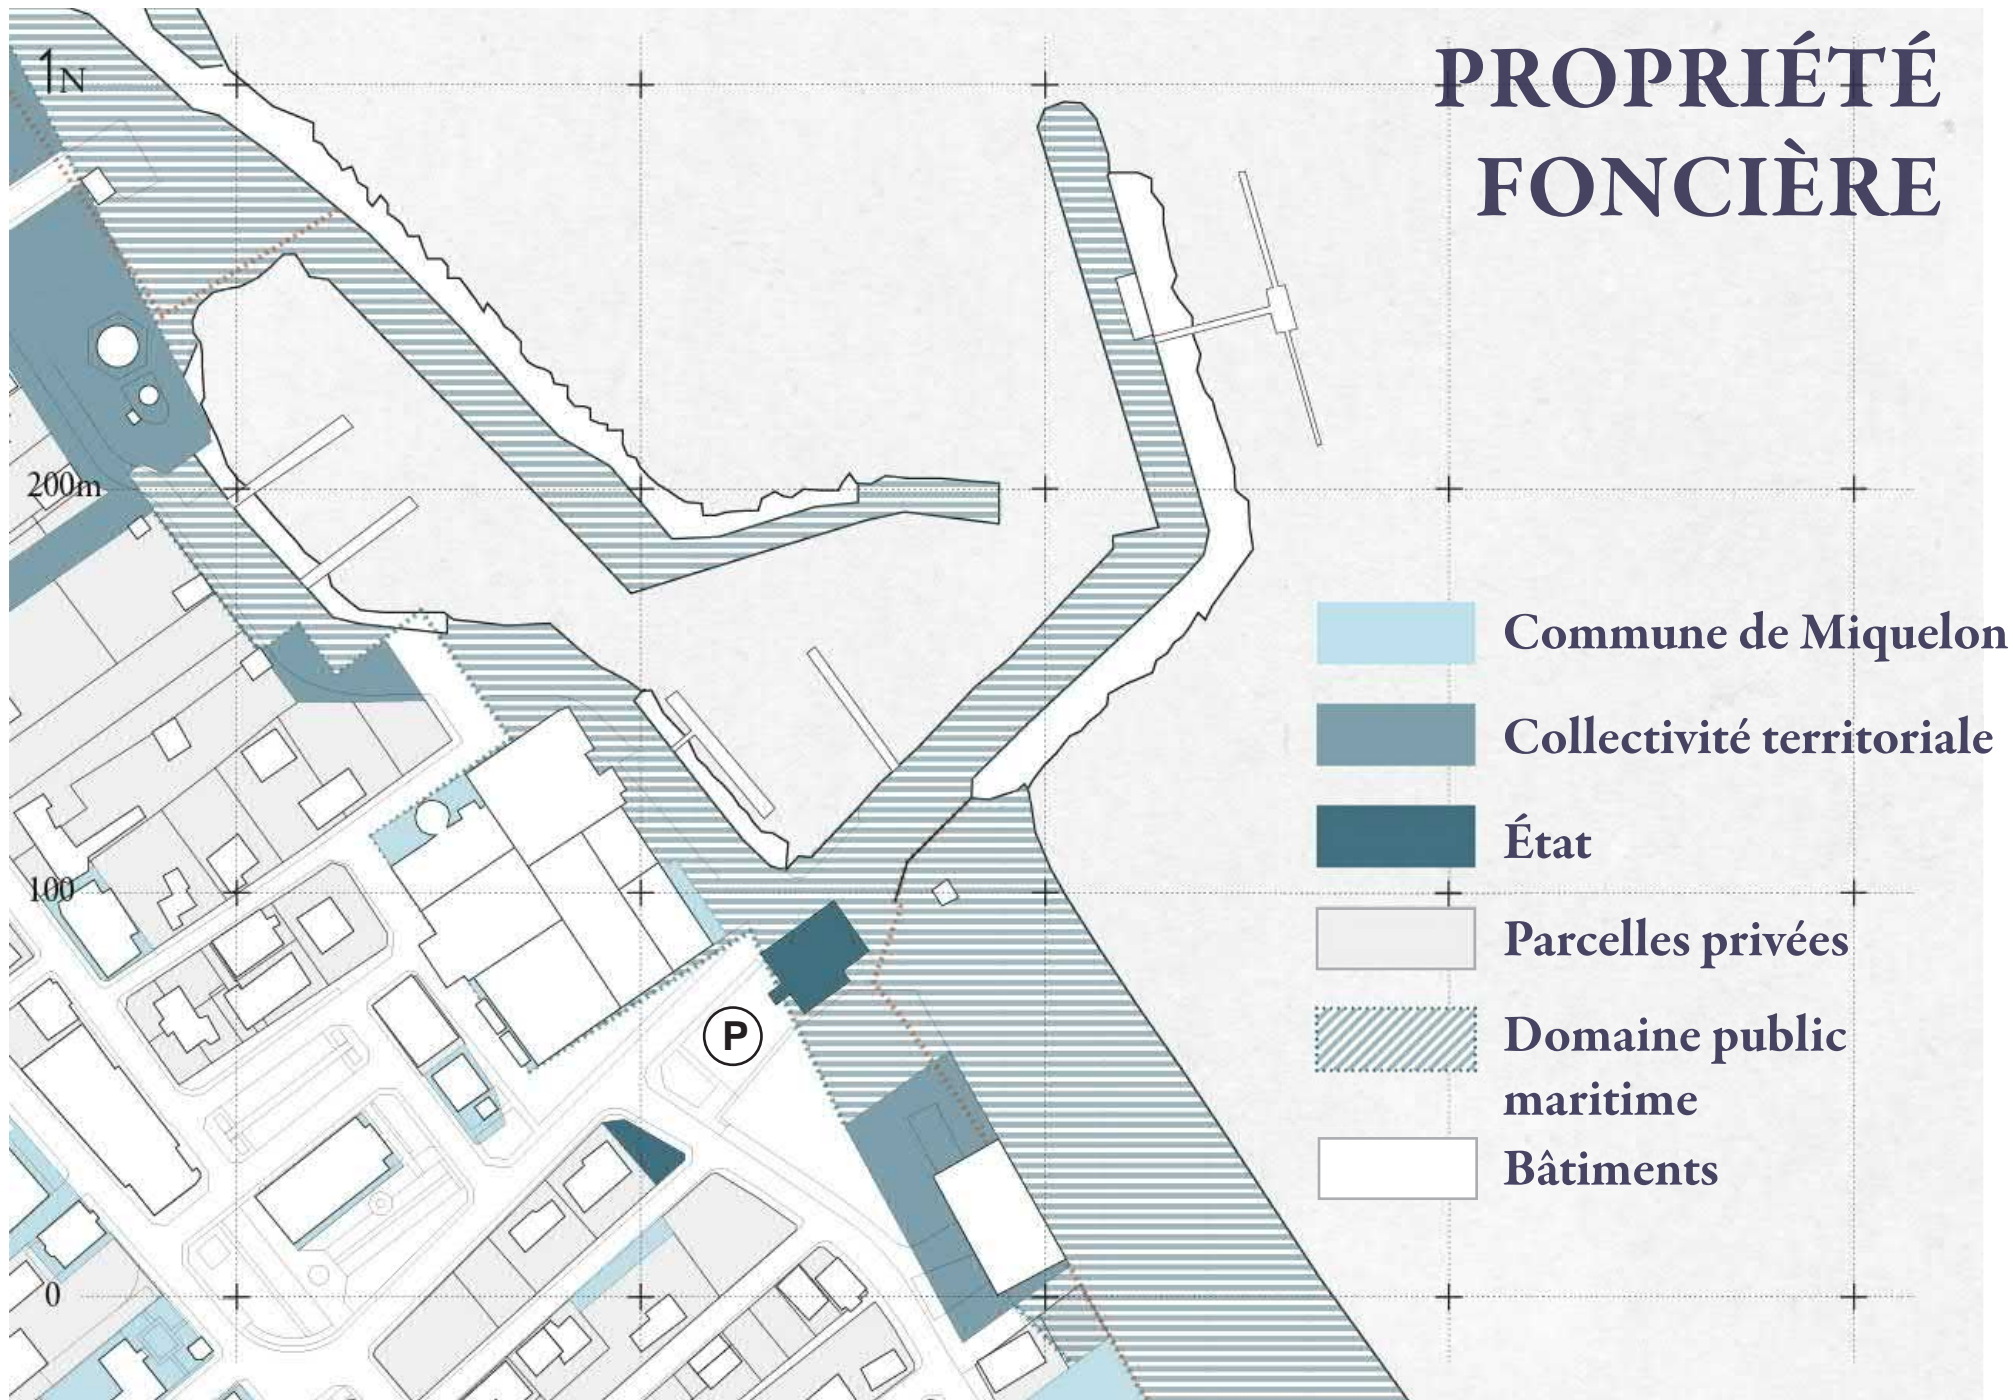 PROPRIÉTÉ
FONCIÈRE
N
200m
100
0
P
Commune de Miquelon
Collectivité territoriale
État
Parcelles privées
Domaine public
maritime
Bâtiments